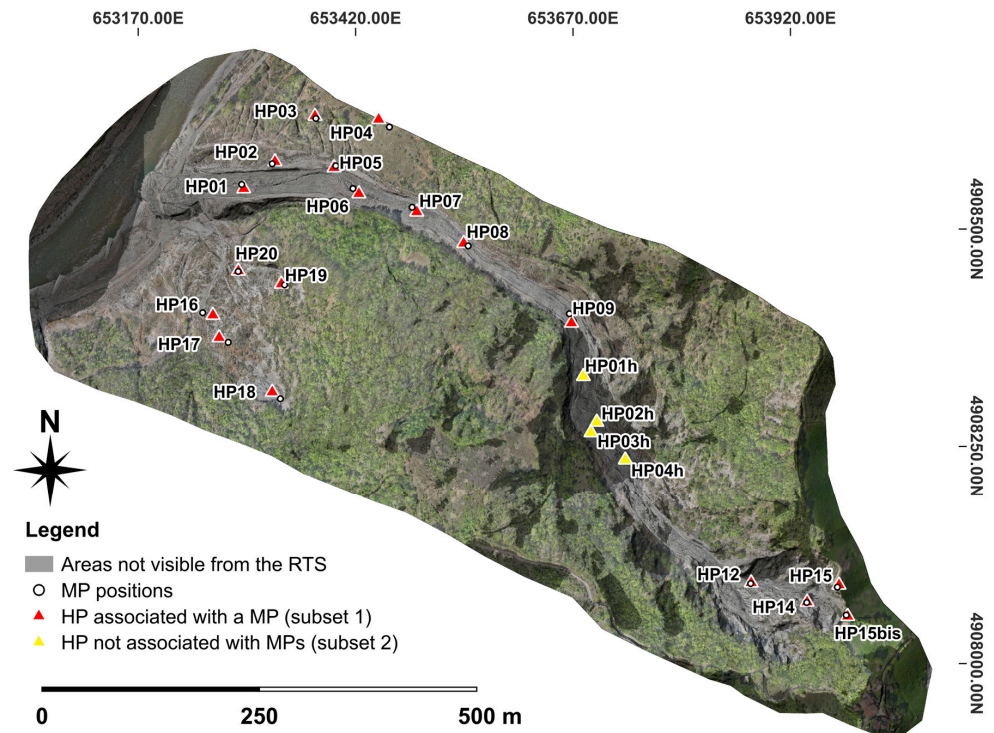 653170.00E 653420.00E 653670.00E 653920.00E
HP03
HP04
HP02
HP05
HP01
HP06
HP07
HP08
4908500.00N
HP20
HP19
HP16
HP09
HP17
HP01h
HP18
HP02h
HP03h
HP04h
4908250.00N
N
Legend
Areas not visible from the RTS
MP positions
HP associated with a MP (subset 1)
HP not associated with MPs (subset 2)
HP12
HP15
HP14
HP15bis
4908000.00N
0 250 500 m